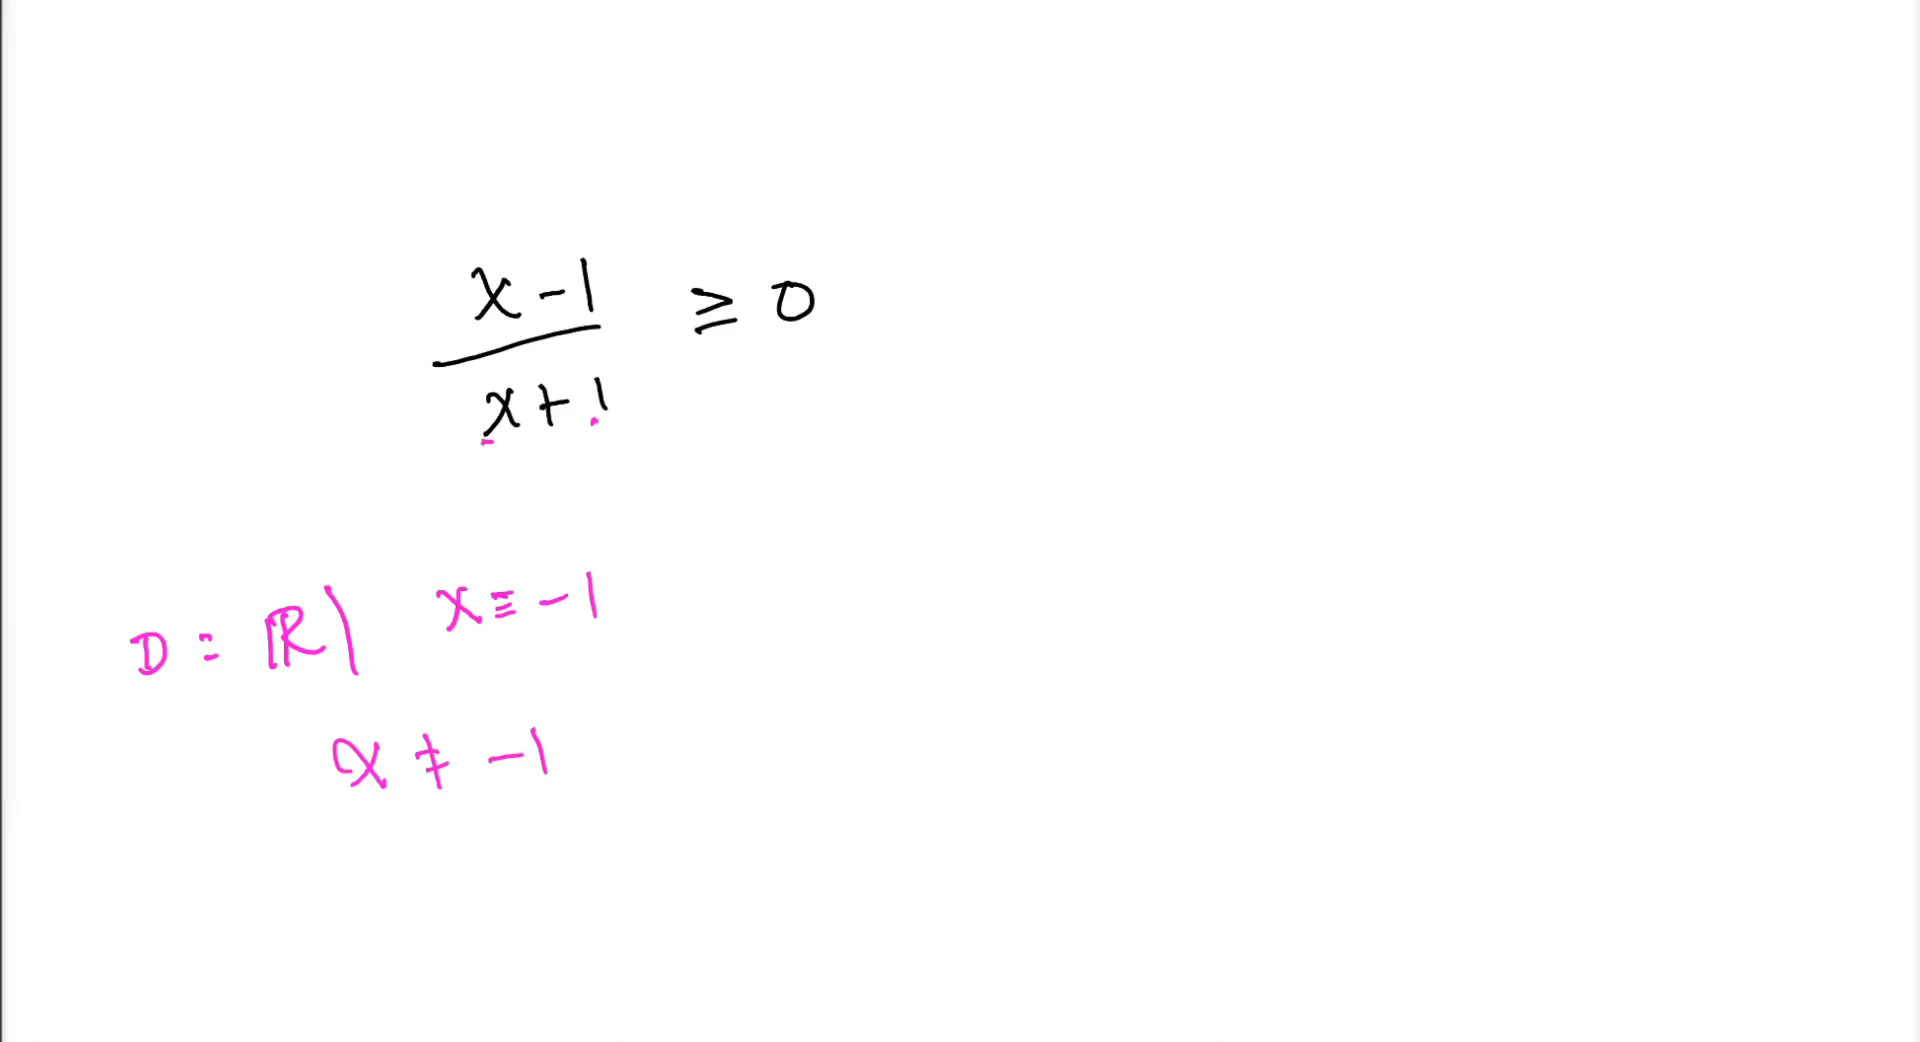 x - 1
x + 1
≥ 0
D = ℝ \ x = -1
x ≠ -1